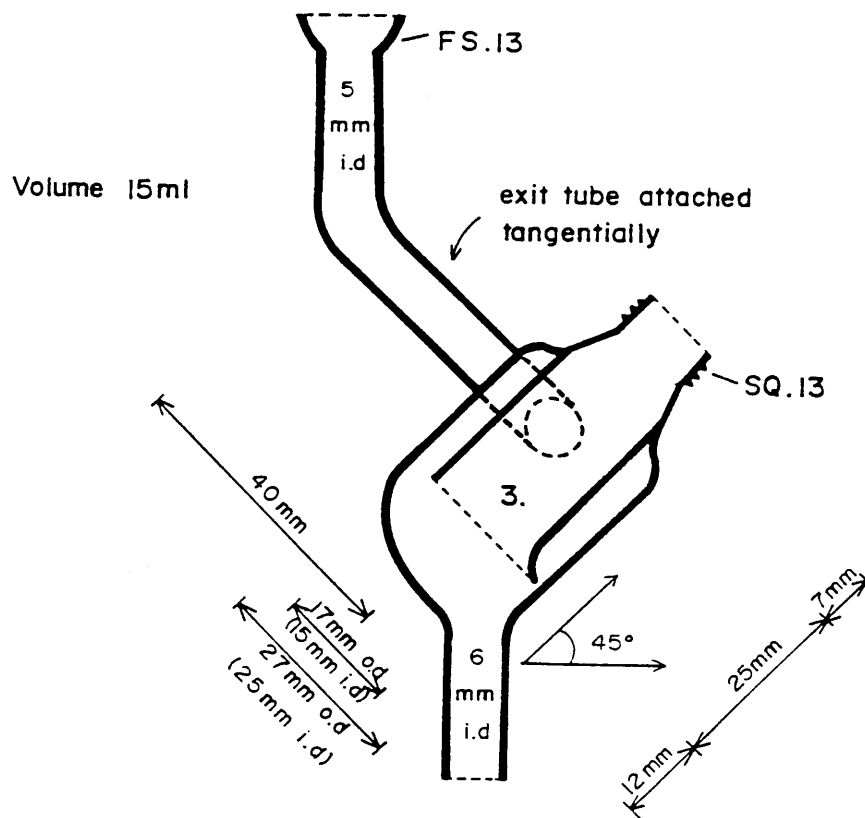 FS.13
5
mm
i.d
Volume 15ml
exit tube attached
tangentially
SQ.13
3.
40mm
17mm o.d
(15mm i.d)
27mm o.d
(25mm i.d)
6
mm
i.d
45°
7mm
25mm
12mm